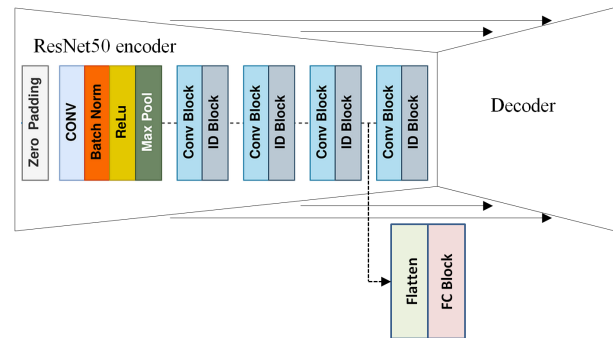 ResNet50 encoder
Decoder
Zero Padding
CONV
Batch Norm
ReLu
Max Pool
Conv Block
ID Block
Conv Block
ID Block
Conv Block
ID Block
Conv Block
ID Block
Flatten
FC Block